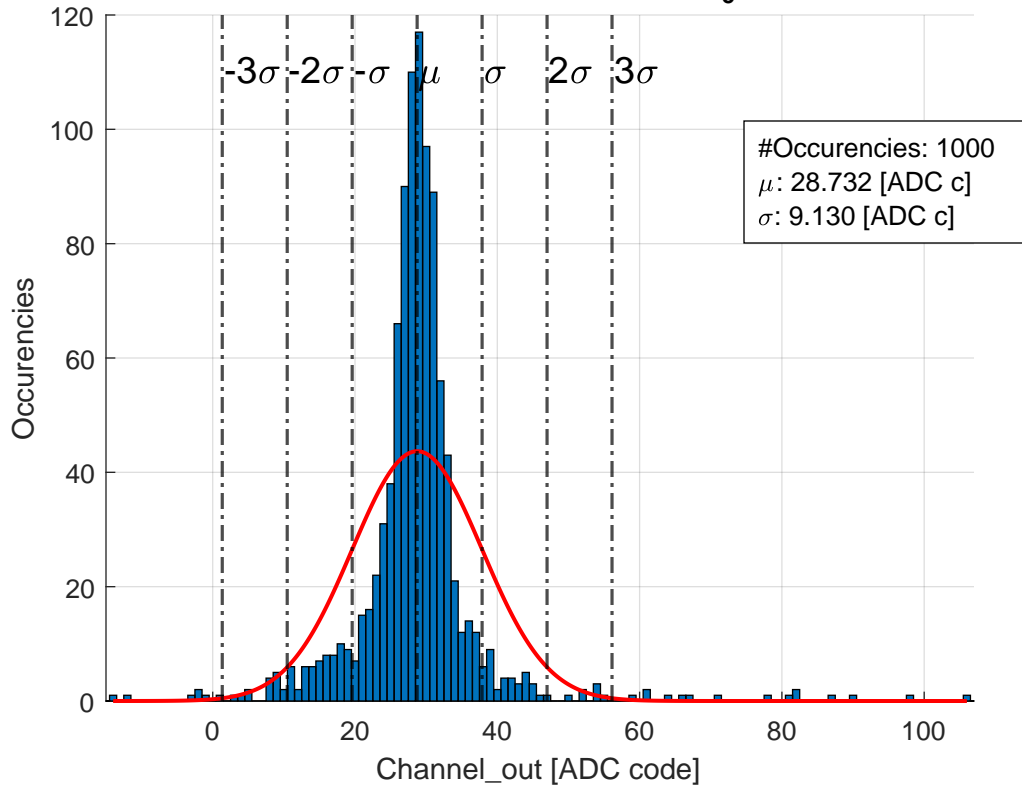 120
100
80
60
40
20
0
Occurencies
-3σ
-2σ
-σ
μ
σ
2σ
3σ
#Occurencies: 1000
μ: 28.732 [ADC c]
σ: 9.130 [ADC c]
0
20
40
60
80
100
Channel_out [ADC code]